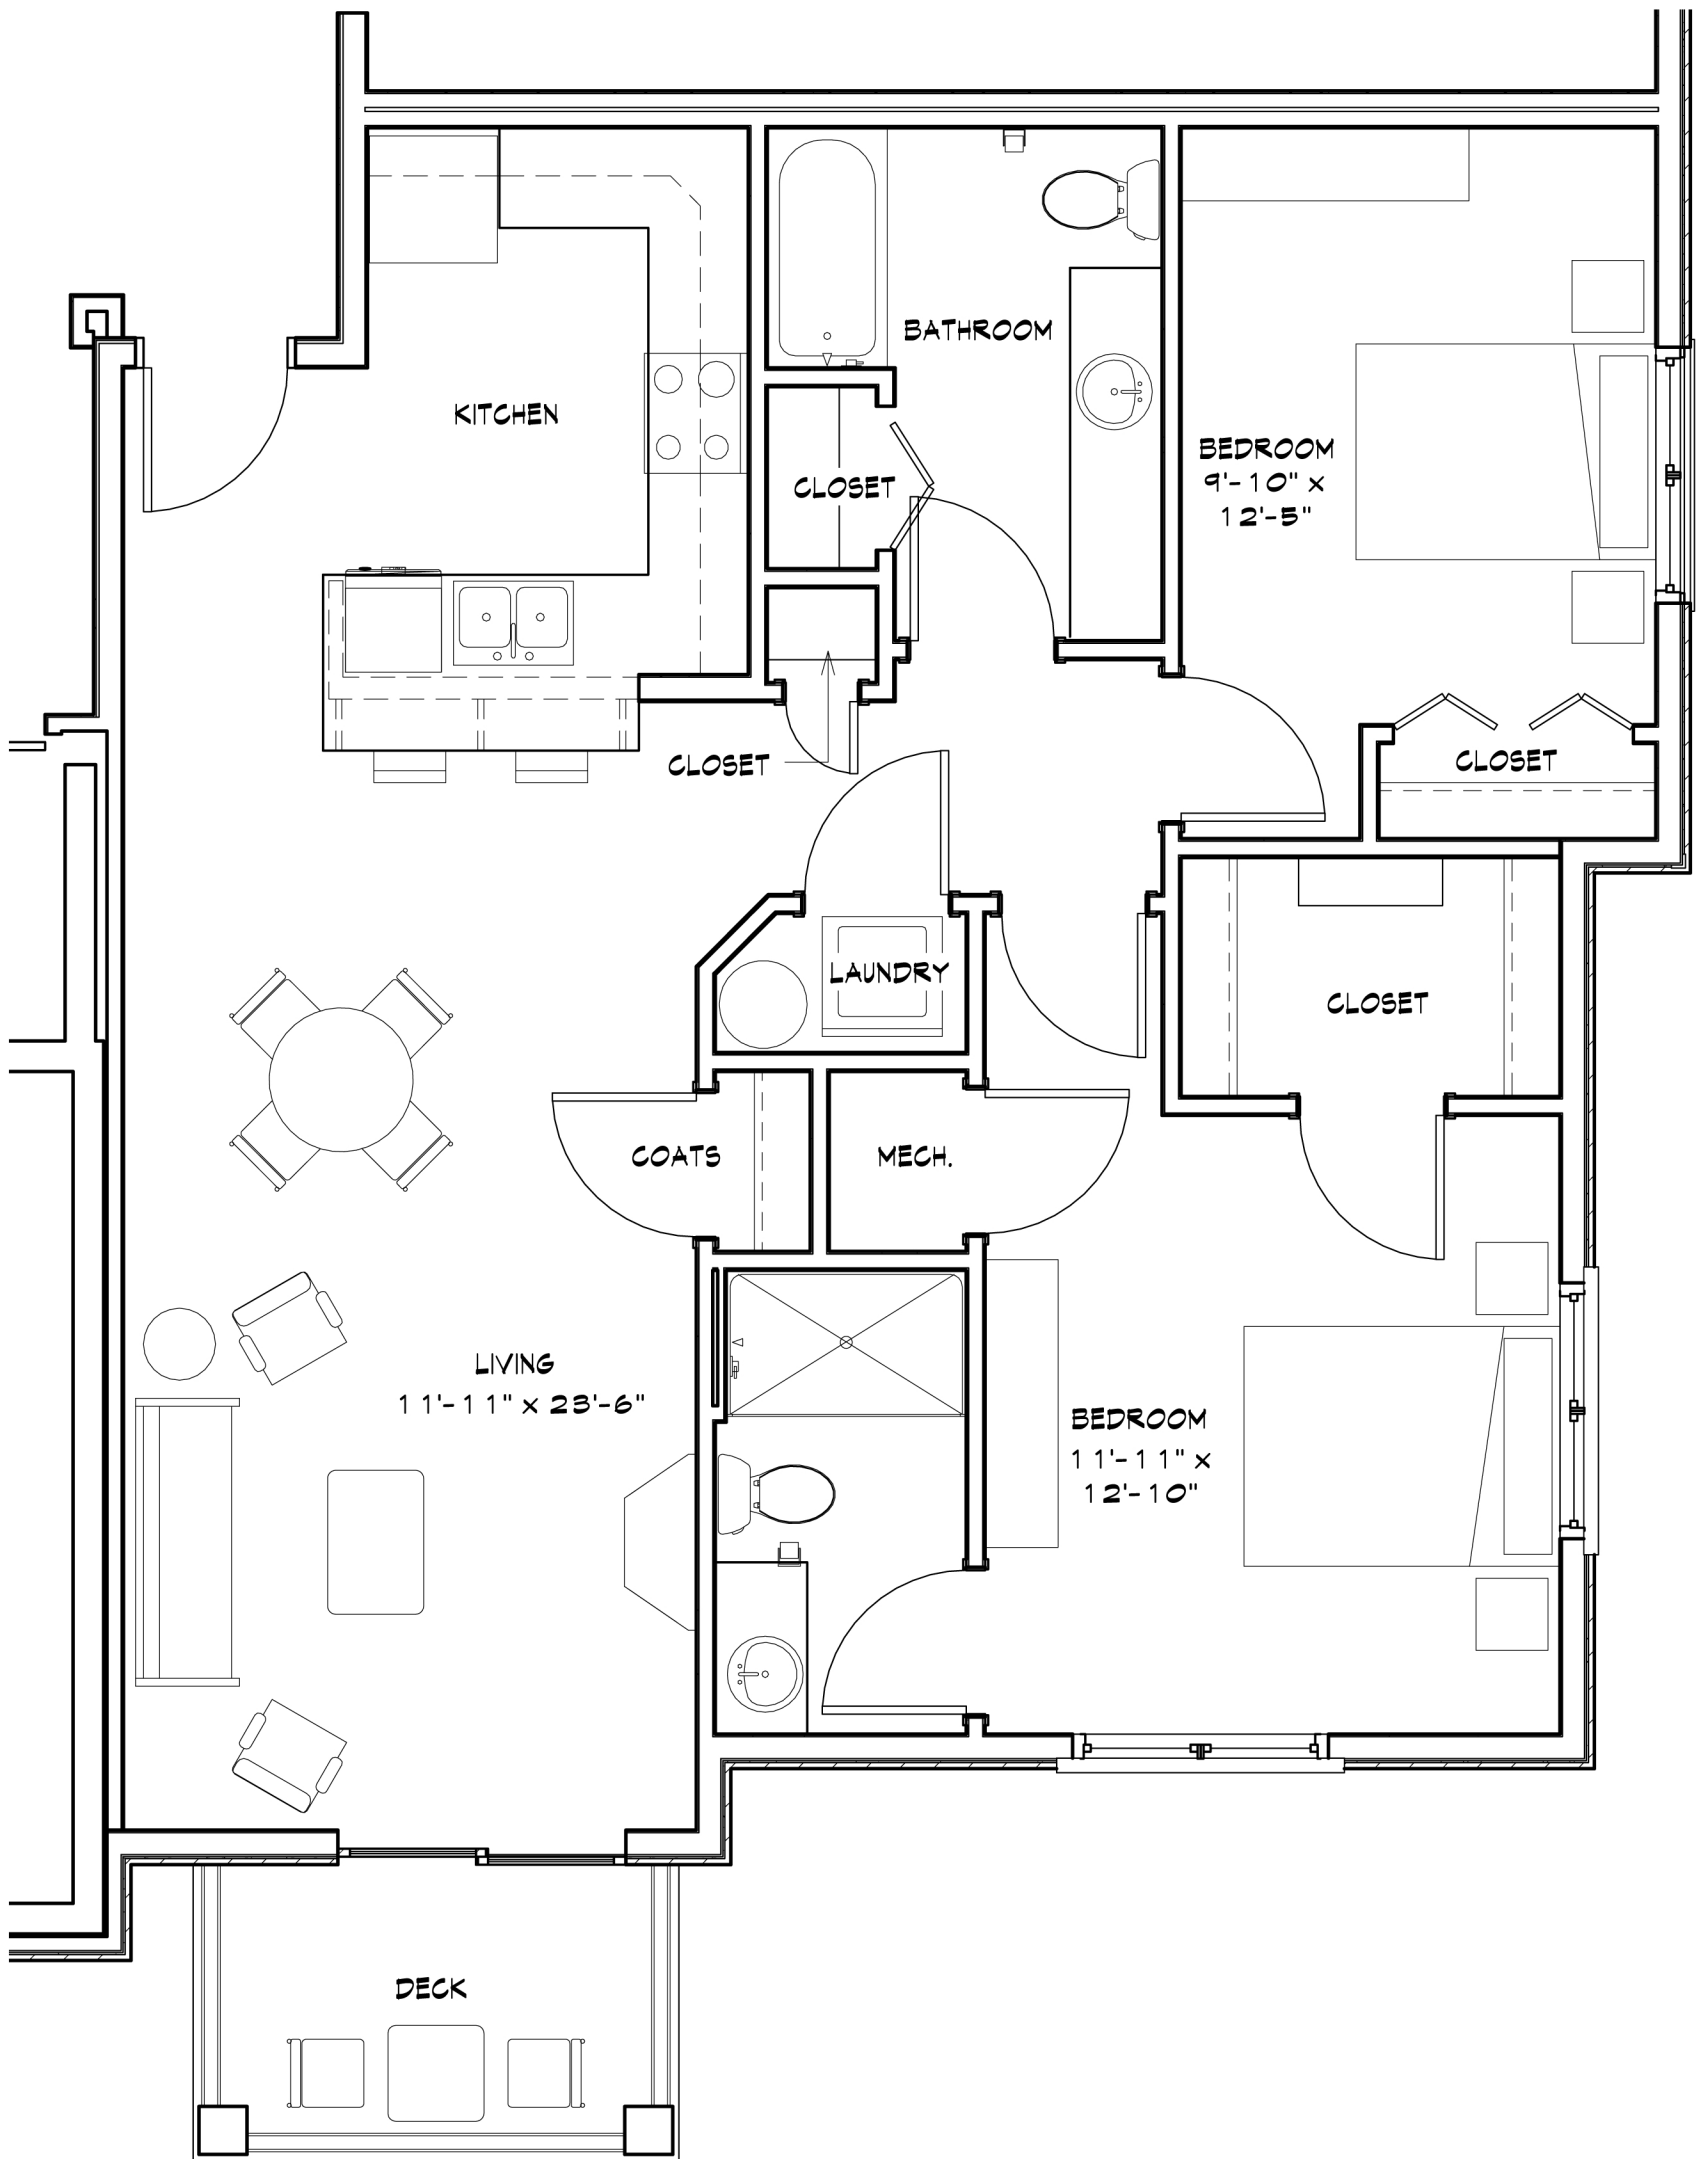 BATHROOM
KITCHEN
BEDROOM
9'-10" x
12'-5"
CLOSET
CLOSET
CLOSET
LAUNDRY
CLOSET
COATS
MECH.
LIVING
11'-11" x 23'-6"
BEDROOM
11'-11" x
12'-10"
DECK